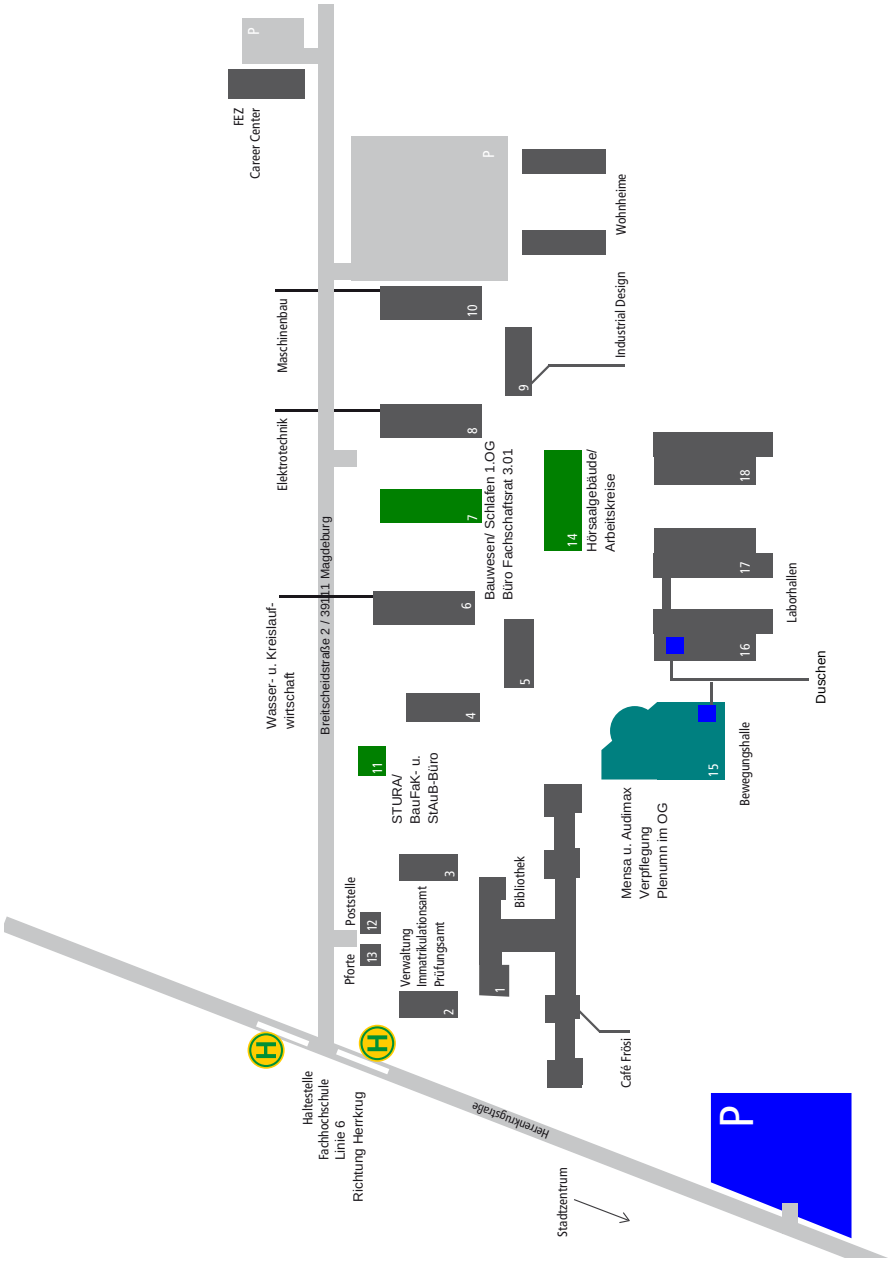 FEZ
Career Center
P
H
Wasser- u. Kreislauf-
wirtschaft
Elektrotechnik
Maschinenbau
Haltestelle
Fachhochschule
Linie 6
Richtung Herrkrug
Breitscheidstraße 2 / 39111 Magdeburg
Pforte
Poststelle
13
12
11
H
STURA/
BauFaK- u.
StAuB-Büro
Verwaltung
Immatrikulationsamt
Prüfungsamt
2
3
4
6
7
8
10
P
Bauwesen/ Schlafen 1.OG
Büro Fachschaftsrat 3.01
Herrenkrugstraße
1
Bibliothek
5
9
14
Hörsaalgebäude/
Arbeitskreise
Industrial Design
Wohnheime
Stadtzentrum
Café Frösi
Mensa u. Audimax
Verpflegung
Plenumn im OG
15
16
17
18
Bewegungshalle
Laborhallen
Duschen
P